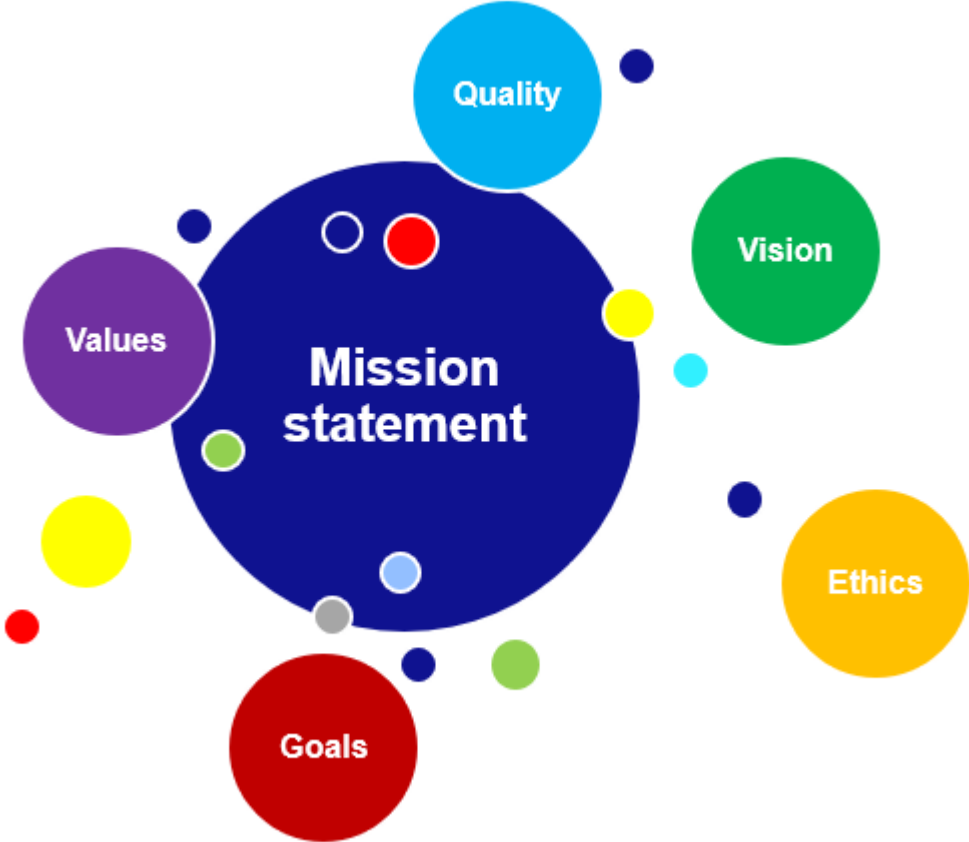 Quality
Vision
Values
Mission
statement
Ethics
Goals